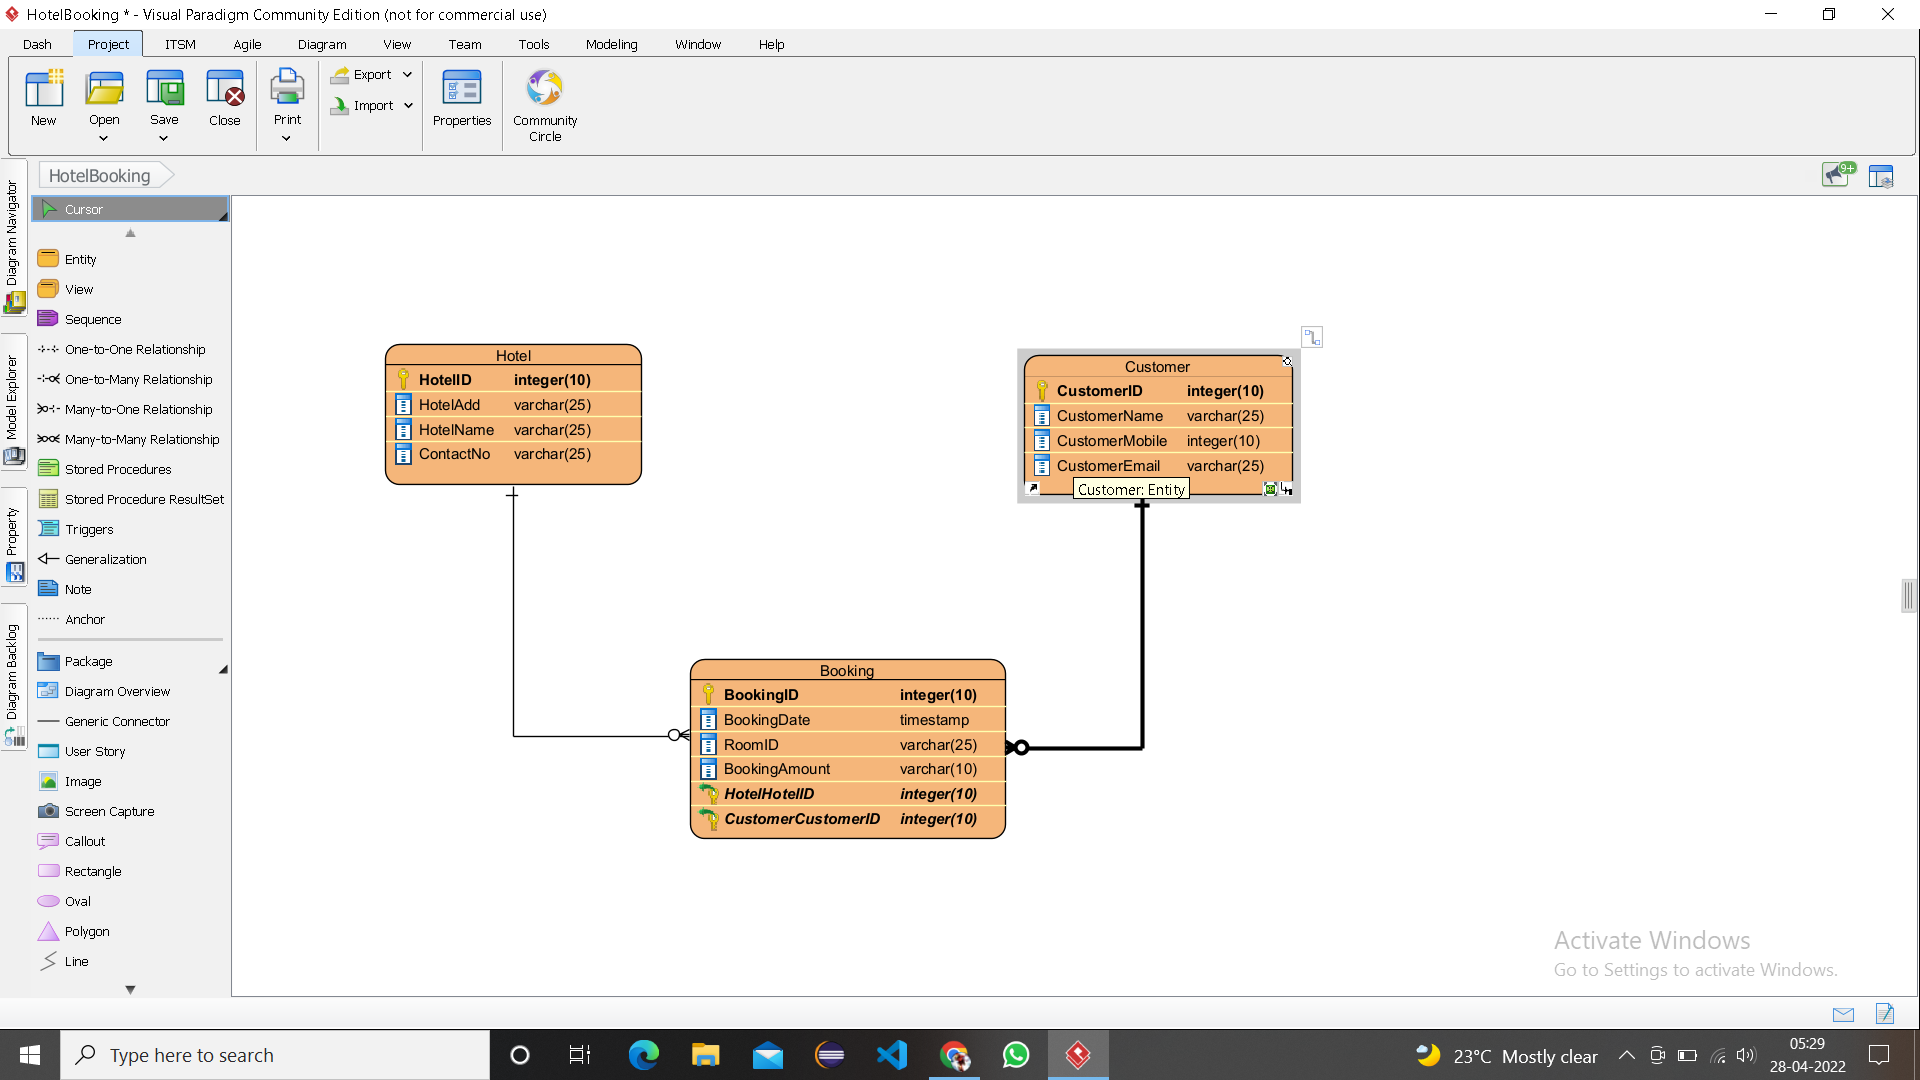 HotelBooking * - Visual Paradigm Community Edition (not for commercial use)
Dash Project ITSM Agile Diagram View Team Tools Modeling Window Help
New
Open
Save
Close
Print
Export
Import
Properties
Community
Circle
HotelBooking
9+
Diagram Navigator
Model Explorer
Property
Diagram Backlog
Cursor
Entity
View
Sequence
One-to-One Relationship
One-to-Many Relationship
Many-to-One Relationship
Many-to-Many Relationship
Stored Procedures
Stored Procedure ResultSet
Triggers
Generalization
Note
Anchor
Package
Diagram Overview
Generic Connector
User Story
Image
Screen Capture
Callout
Rectangle
Oval
Polygon
Line
Hotel
HotelID integer(10)
HotelAdd varchar(25)
HotelName varchar(25)
ContactNo varchar(25)
Customer
CustomerID integer(10)
CustomerName varchar(25)
CustomerMobile integer(10)
CustomerEmail varchar(25)
Customer: Entity
Booking
BookingID integer(10)
BookingDate timestamp
RoomID varchar(25)
BookingAmount varchar(10)
HotelHotelID integer(10)
CustomerCustomerID integer(10)
Activate Windows
Go to Settings to activate Windows.
Type here to search
23°C Mostly clear
05:29
28-04-2022